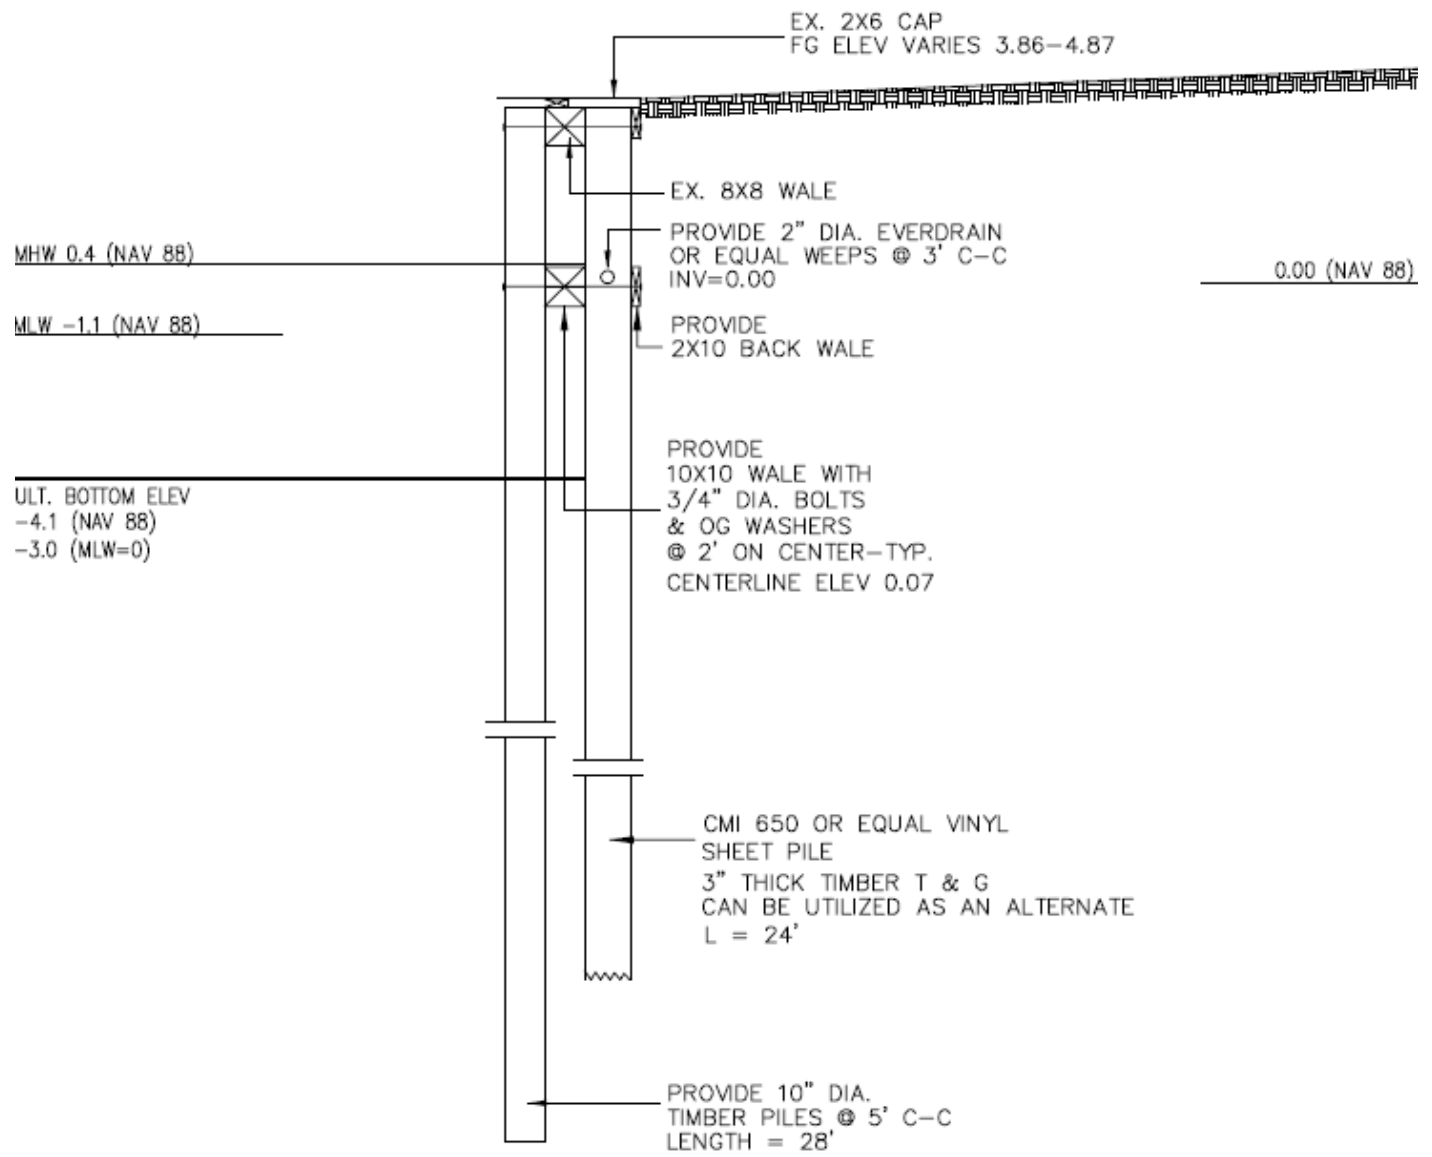 EX. 2X6 CAP
FG ELEV VARIES 3.86-4.87
EX. 8X8 WALE
PROVIDE 2" DIA. EVERDRAIN
OR EQUAL WEEPS @ 3' C-C
INV=0.00
MHW 0.4 (NAV 88)
0.00 (NAV 88)
MLW -1.1 (NAV 88)
PROVIDE
2X10 BACK WALE
PROVIDE
10X10 WALE WITH
3/4" DIA. BOLTS
& OG WASHERS
@ 2' ON CENTER-TYP.
CENTERLINE ELEV 0.07
ULT. BOTTOM ELEV
-4.1 (NAV 88)
-3.0 (MLW=0)
CMI 650 OR EQUAL VINYL
SHEET PILE
3" THICK TIMBER T & G
CAN BE UTILIZED AS AN ALTERNATE
L = 24'
PROVIDE 10" DIA.
TIMBER PILES @ 5' C-C
LENGTH = 28'